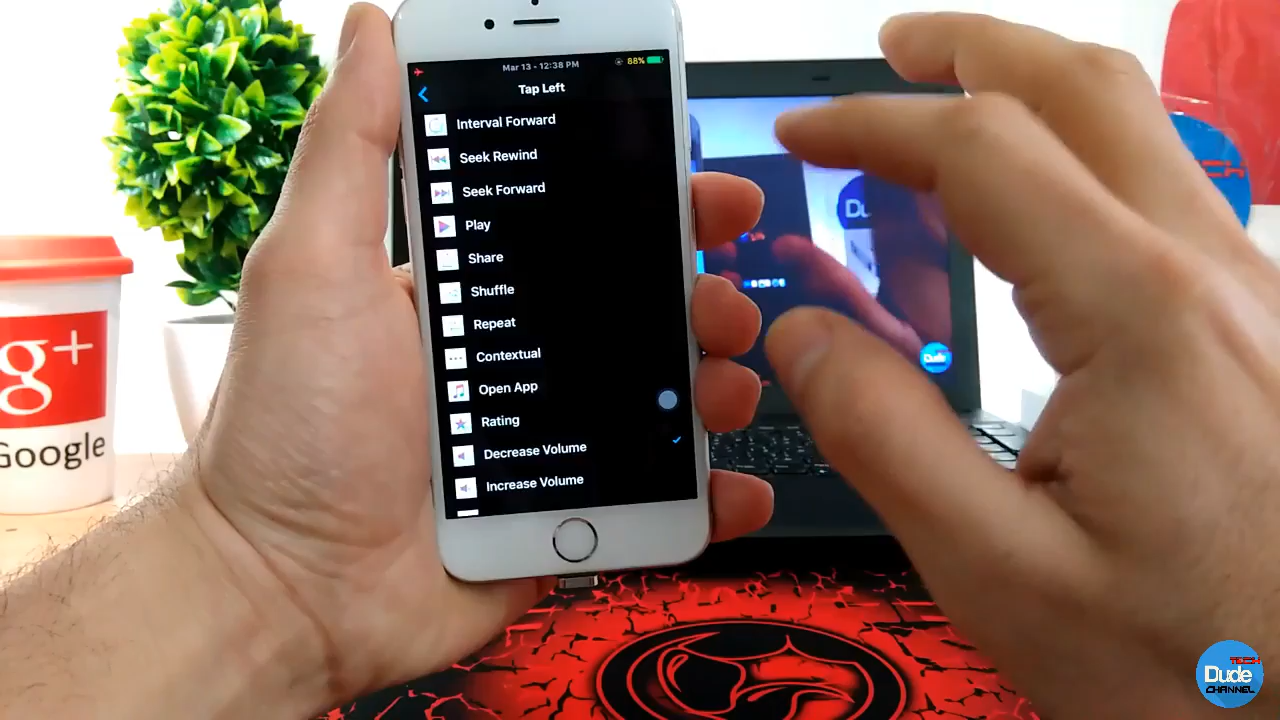 Mar 13 - 12:38 PM
88%
Tap Left
Interval Forward
Seek Rewind
Seek Forward
Play
Share
Shuffle
Repeat
Contextual
Open App
Rating
Decrease Volume
Increase Volume
g+
Google
Du
Dude
TECH
Dude
CHANNEL